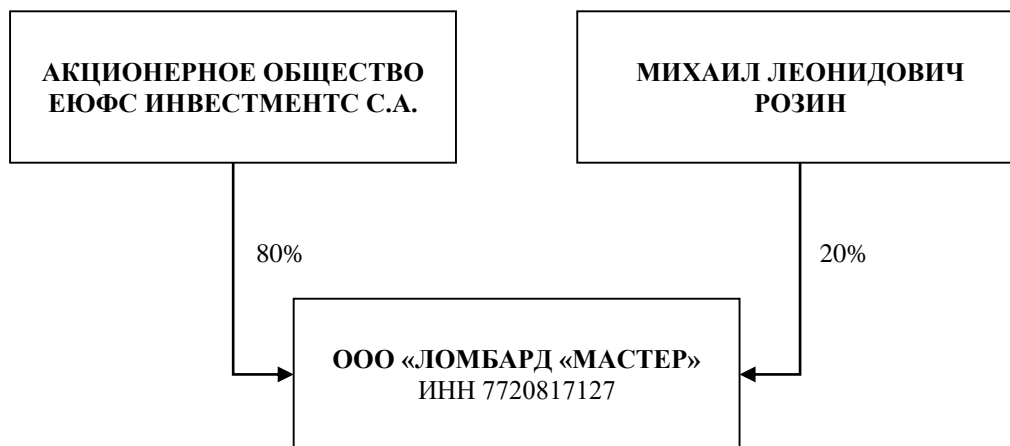 АКЦИОНЕРНОЕ ОБЩЕСТВО
ЕЮФС ИНВЕСТМЕНТС С.А.
МИХАИЛ ЛЕОНИДОВИЧ
РОЗИН
80%
20%
ООО «ЛОМБАРД «МАСТЕР»
ИНН 7720817127